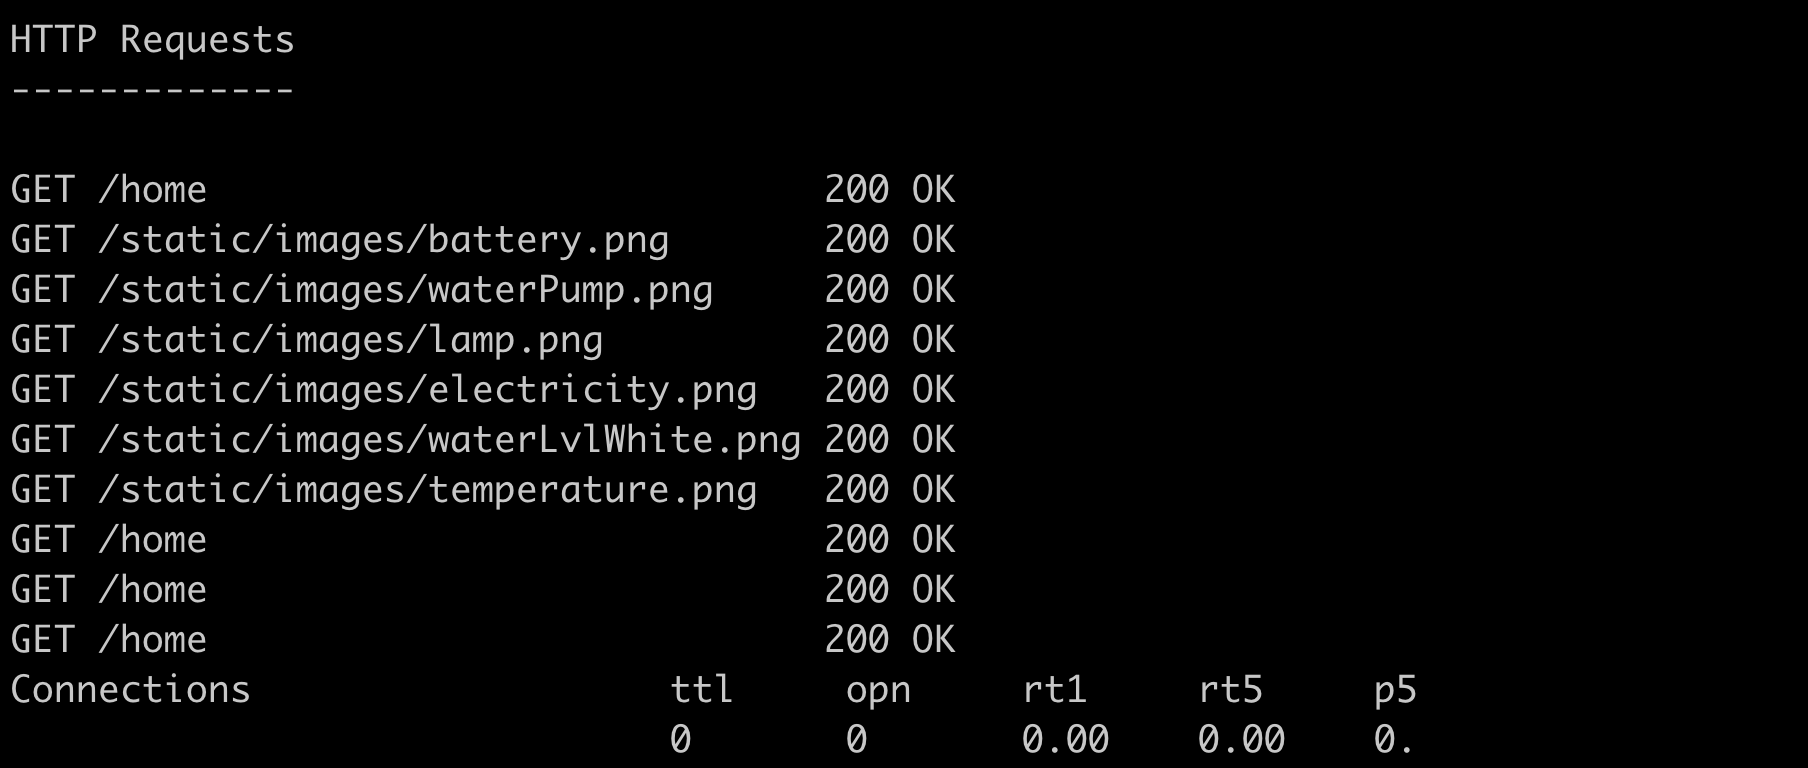 HTTP Requests
-------------
GET /home 200 OK
GET /static/images/battery.png 200 OK
GET /static/images/waterPump.png 200 OK
GET /static/images/lamp.png 200 OK
GET /static/images/electricity.png 200 OK
GET /static/images/waterLvlWhite.png 200 OK
GET /static/images/temperature.png 200 OK
GET /home 200 OK
GET /home 200 OK
GET /home 200 OK
Connections ttl opn rt1 rt5 p5
0 0 0.00 0.00 0.